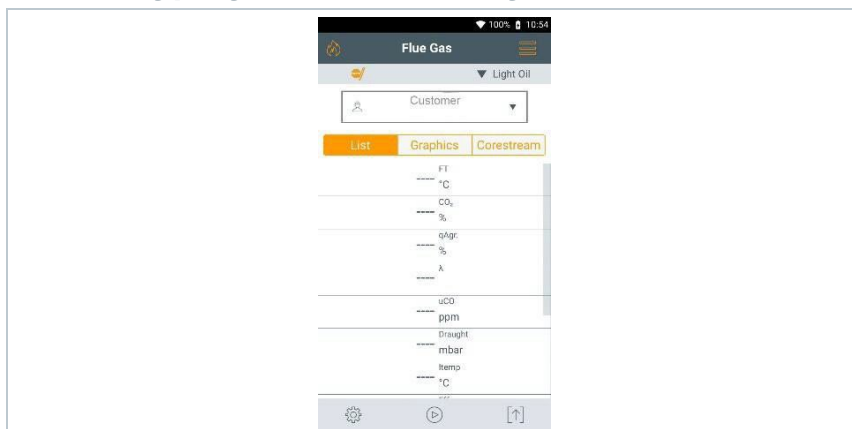 100% 10:54
Flue Gas
Light Oil
Customer
List Graphics Corestream
FT
---- °C
CO₂
---- %
qAgr.
---- %
λ
----
uCO
---- ppm
Draught
---- mbar
Itemp
---- °C